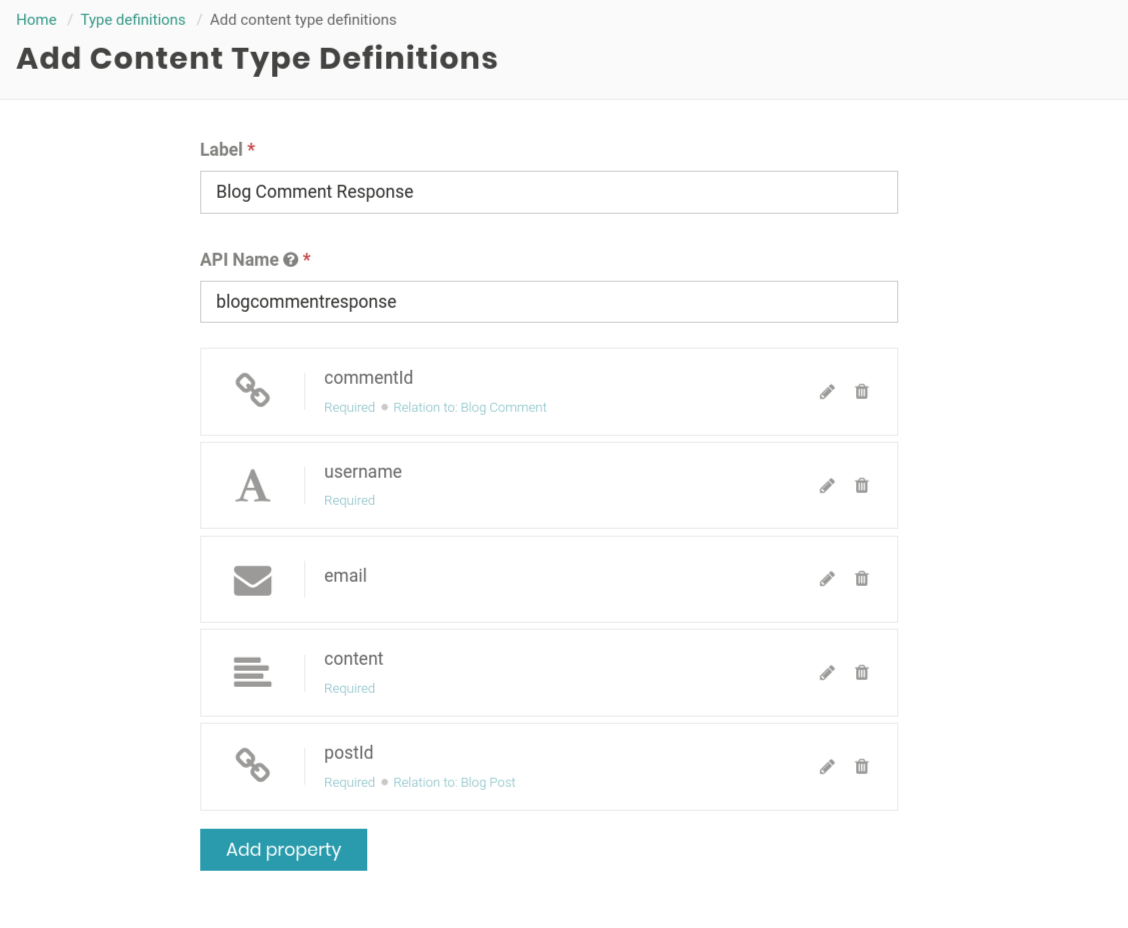 Home / Type definitions / Add content type definitions
Add Content Type Definitions
Label *
Blog Comment Response
API Name ? *
blogcommentresponse
commentId
Required • Relation to: Blog Comment
username
Required
email
content
Required
postId
Required • Relation to: Blog Post
Add property